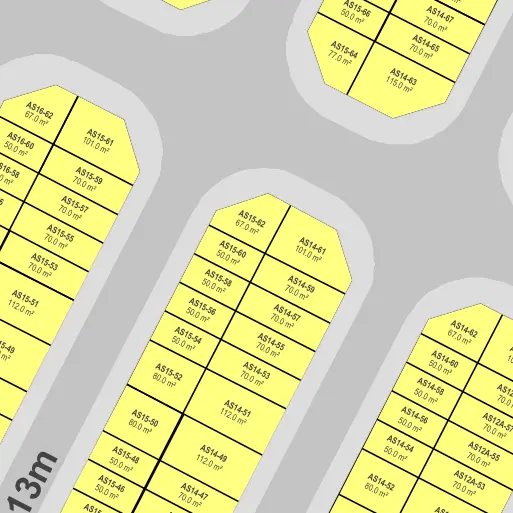 AS15-66
50.0 m²
AS14-67
70.0 m²
AS14-65
70.0 m²
AS15-64
77.0 m²
AS14-63
115.0 m²
AS16-62
67.0 m²
AS15-61
101.0 m²
AS16-60
50.0 m²
AS15-59
70.0 m²
AS15-57
70.0 m²
AS15-55
70.0 m²
AS15-53
70.0 m²
AS15-51
112.0 m²
AS15-62
67.0 m²
AS14-61
101.0 m²
AS15-60
50.0 m²
AS14-59
70.0 m²
AS15-58
50.0 m²
AS14-57
70.0 m²
AS15-56
50.0 m²
AS14-55
70.0 m²
AS15-54
50.0 m²
AS14-53
70.0 m²
AS15-52
80.0 m²
AS14-51
112.0 m²
AS15-50
80.0 m²
AS14-49
112.0 m²
AS15-48
50.0 m²
AS14-47
70.0 m²
AS15-46
50.0 m²
AS14-62
67.0 m²
AS14-60
50.0 m²
AS14-58
50.0 m²
AS12A-57
70.0 m²
AS14-56
50.0 m²
AS12A-55
70.0 m²
AS14-54
50.0 m²
AS12A-53
70.0 m²
AS14-52
80.0 m²
13m